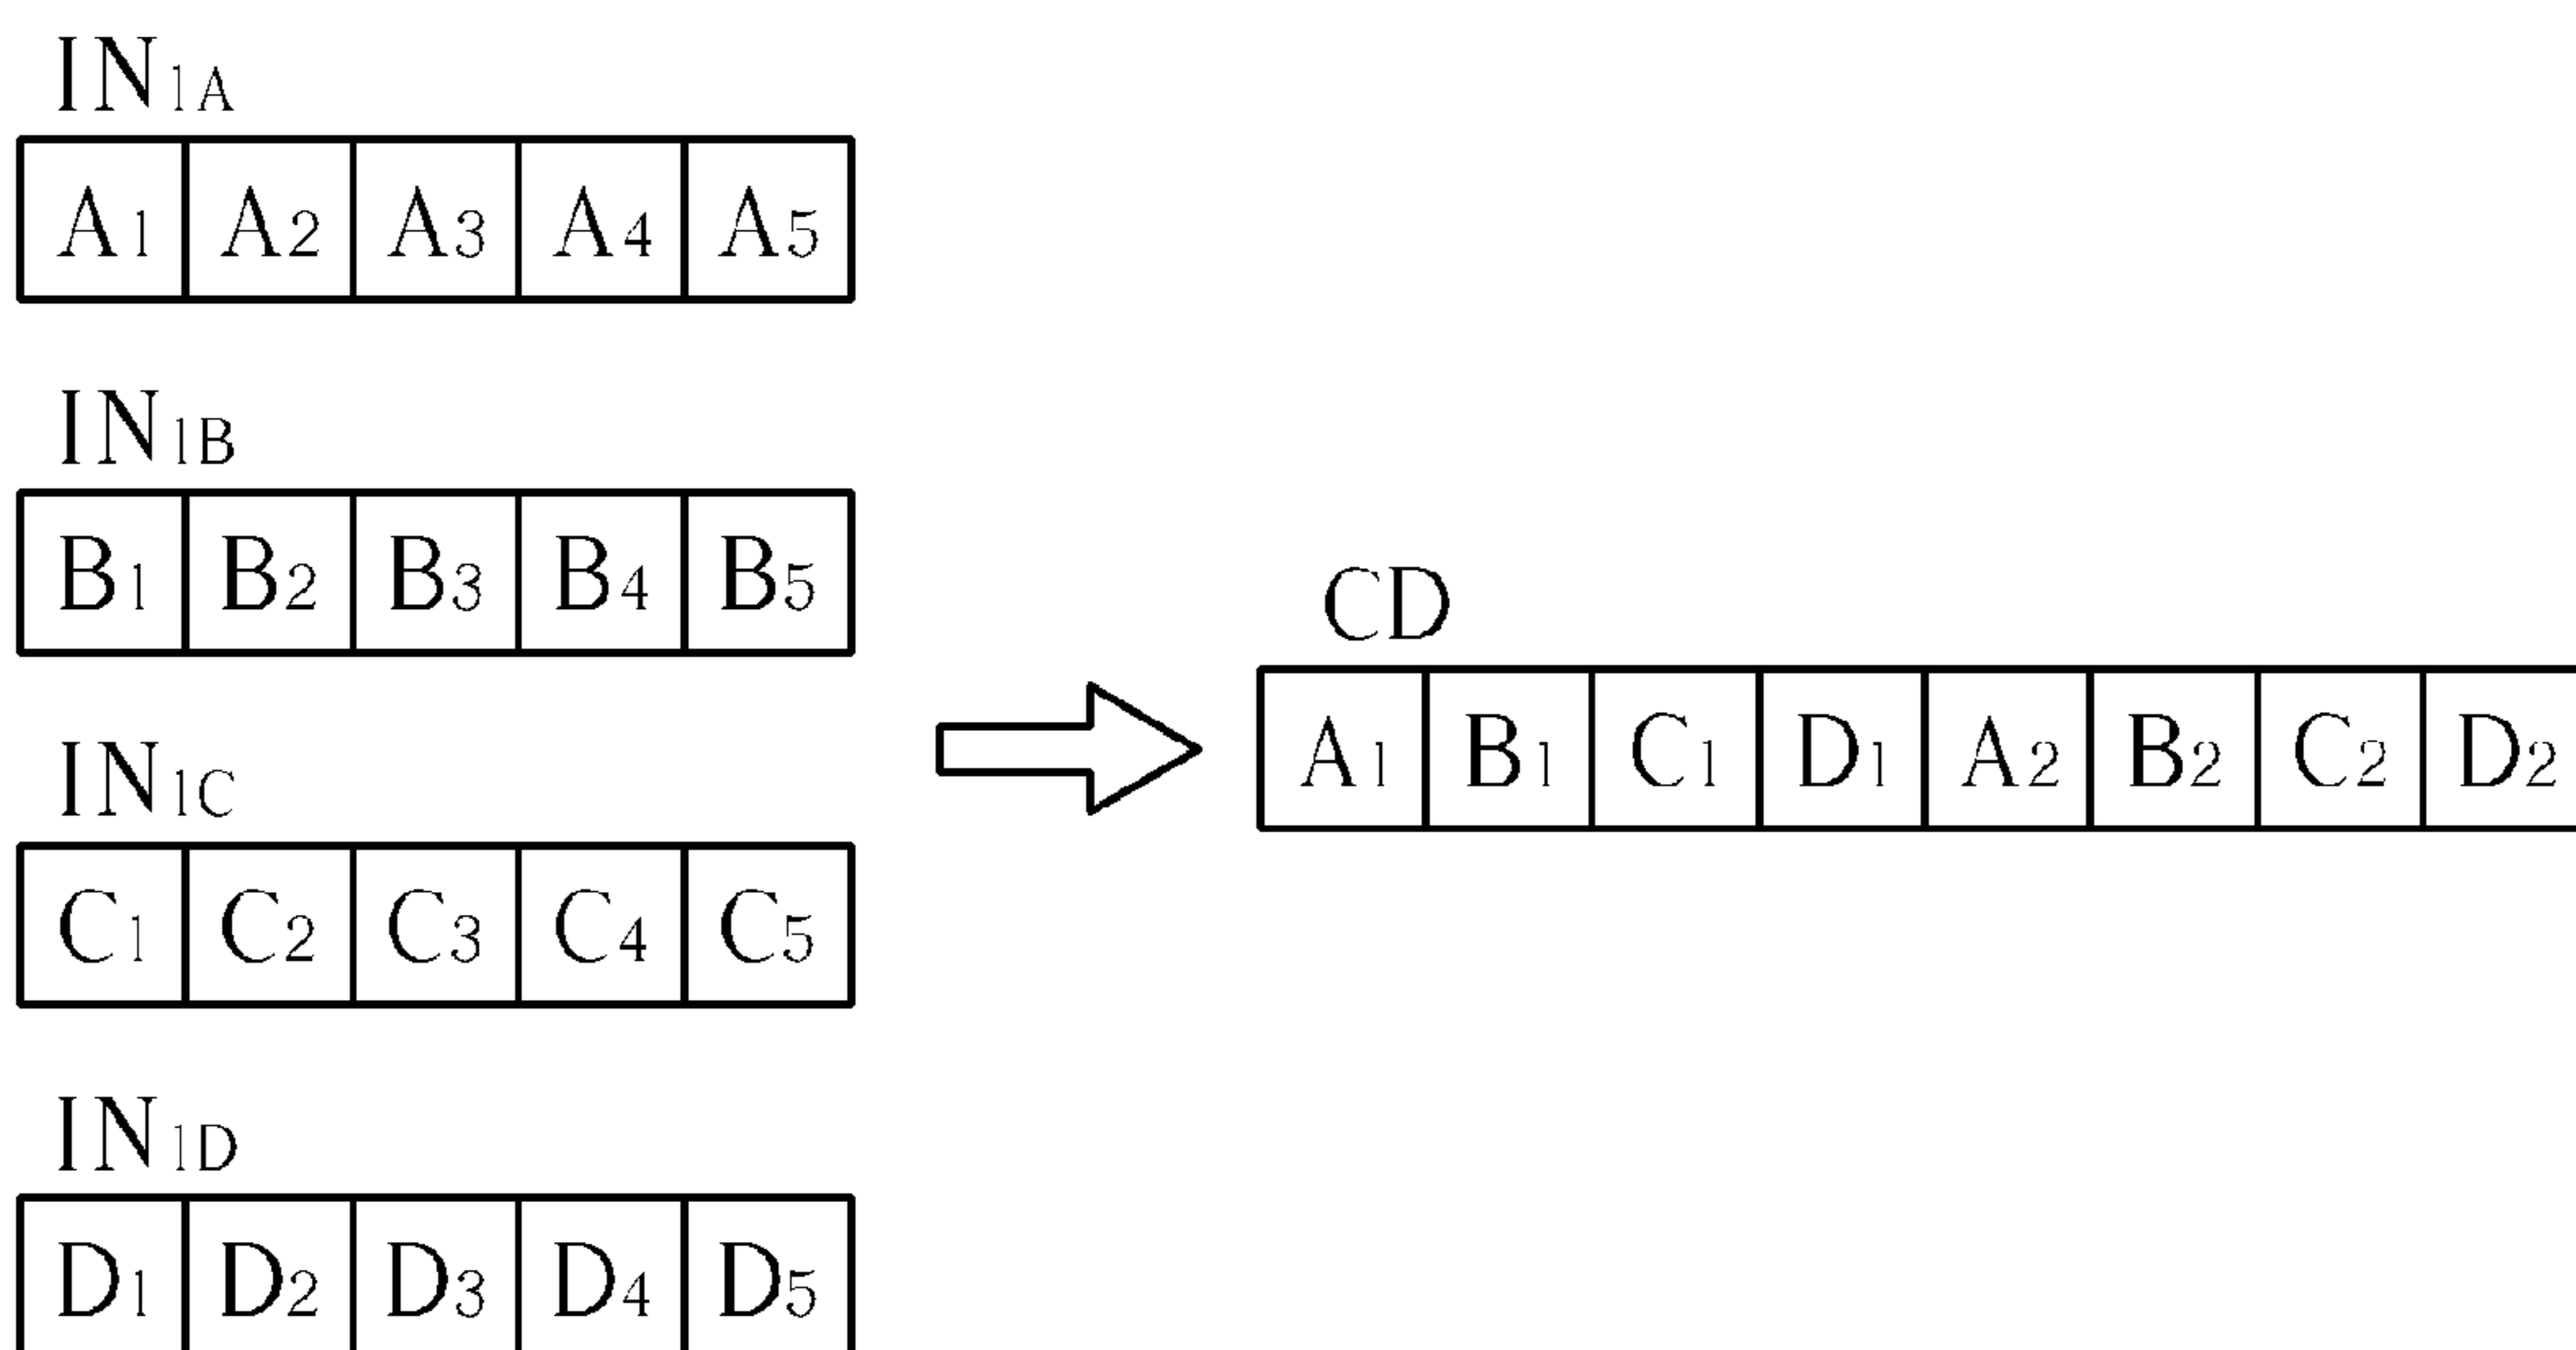 IN1A
A1 A2 A3 A4 A5
IN1B
B1 B2 B3 B4 B5
IN1C
C1 C2 C3 C4 C5
IN1D
D1 D2 D3 D4 D5
CD
A1 B1 C1 D1 A2 B2 C2 D2